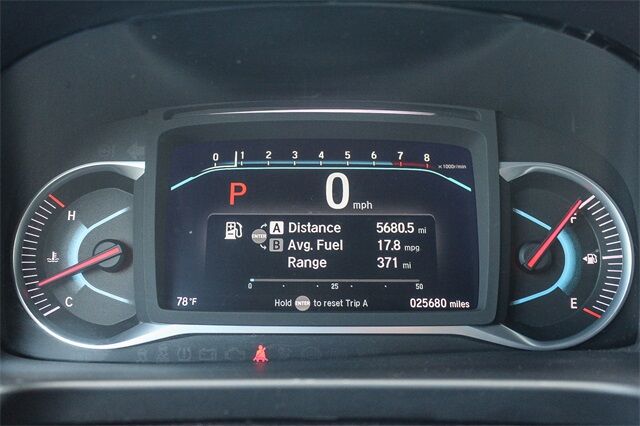 0 1 2 3 4 5 6 7 8 x1000r/min
P 0 mph
H
C
A Distance 5680.5 mi
ENTER
B Avg. Fuel 17.8 mpg
Range 371 mi
0 25 50
78°F Hold ENTER to reset Trip A 025680 miles
F
E